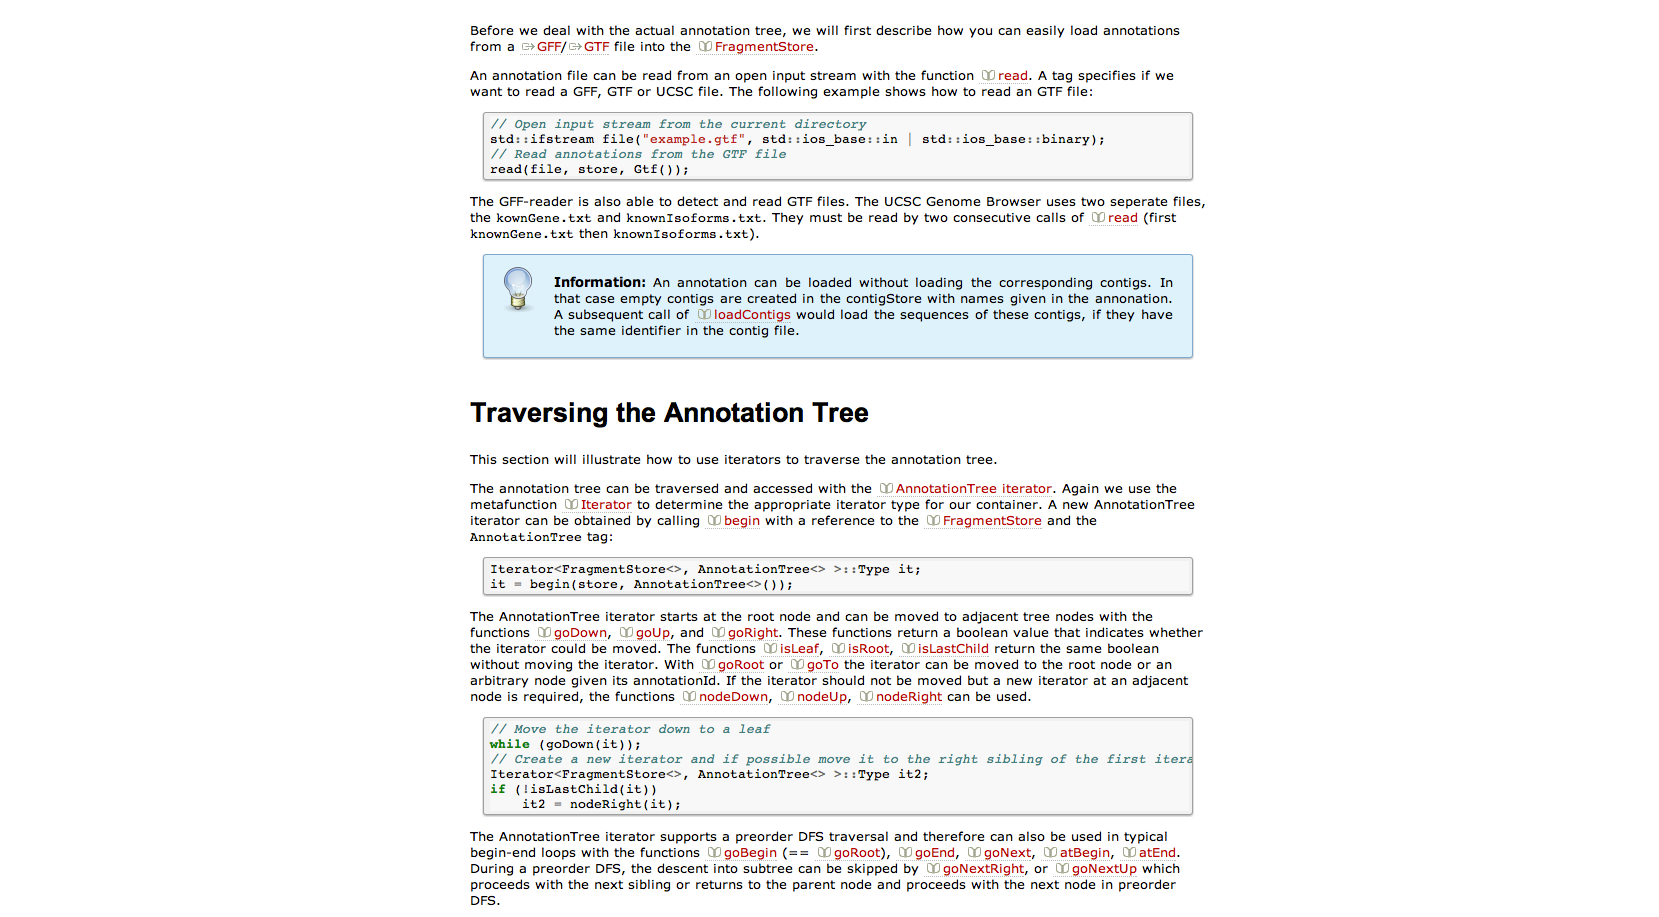 Before we deal with the actual annotation tree, we will first describe how you can easily load annotations
from a GFF/GTF file into the FragmentStore.
An annotation file can be read from an open input stream with the function read. A tag specifies if we
want to read a GFF, GTF or UCSC file. The following example shows how to read an GTF file:
// Open input stream from the current directory
std::ifstream file("example.gtf", std::ios_base::in | std::ios_base::binary);
// Read annotations from the GTF file
read(file, store, Gtf());
The GFF-reader is also able to detect and read GTF files. The UCSC Genome Browser uses two seperate files,
the kownGene.txt and knownIsoforms.txt. They must be read by two consecutive calls of read (first
knownGene.txt then knownIsoforms.txt).
Information: An annotation can be loaded without loading the corresponding contigs. In
that case empty contigs are created in the contigStore with names given in the annonation.
A subsequent call of loadContigs would load the sequences of these contigs, if they have
the same identifier in the contig file.
Traversing the Annotation Tree
This section will illustrate how to use iterators to traverse the annotation tree.
The annotation tree can be traversed and accessed with the AnnotationTree iterator. Again we use the
metafunction Iterator to determine the appropriate iterator type for our container. A new AnnotationTree
iterator can be obtained by calling begin with a reference to the FragmentStore and the
AnnotationTree tag:
Iterator<FragmentStore<>, AnnotationTree<> >::Type it;
it = begin(store, AnnotationTree<>());
The AnnotationTree iterator starts at the root node and can be moved to adjacent tree nodes with the
functions goDown, goUp, and goRight. These functions return a boolean value that indicates whether
the iterator could be moved. The functions isLeaf, isRoot, isLastChild return the same boolean
without moving the iterator. With goRoot or goTo the iterator can be moved to the root node or an
arbitrary node given its annotationId. If the iterator should not be moved but a new iterator at an adjacent
node is required, the functions nodeDown, nodeUp, nodeRight can be used.
// Move the iterator down to a leaf
while (goDown(it));
// Create a new iterator and if possible move it to the right sibling of the first itera
Iterator<FragmentStore<>, AnnotationTree<> >::Type it2;
if (!isLastChild(it))
it2 = nodeRight(it);
The AnnotationTree iterator supports a preorder DFS traversal and therefore can also be used in typical
begin-end loops with the functions goBegin (== goRoot), goEnd, goNext, atBegin, atEnd.
During a preorder DFS, the descent into subtree can be skipped by goNextRight, or goNextUp which
proceeds with the next sibling or returns to the parent node and proceeds with the next node in preorder
DFS.